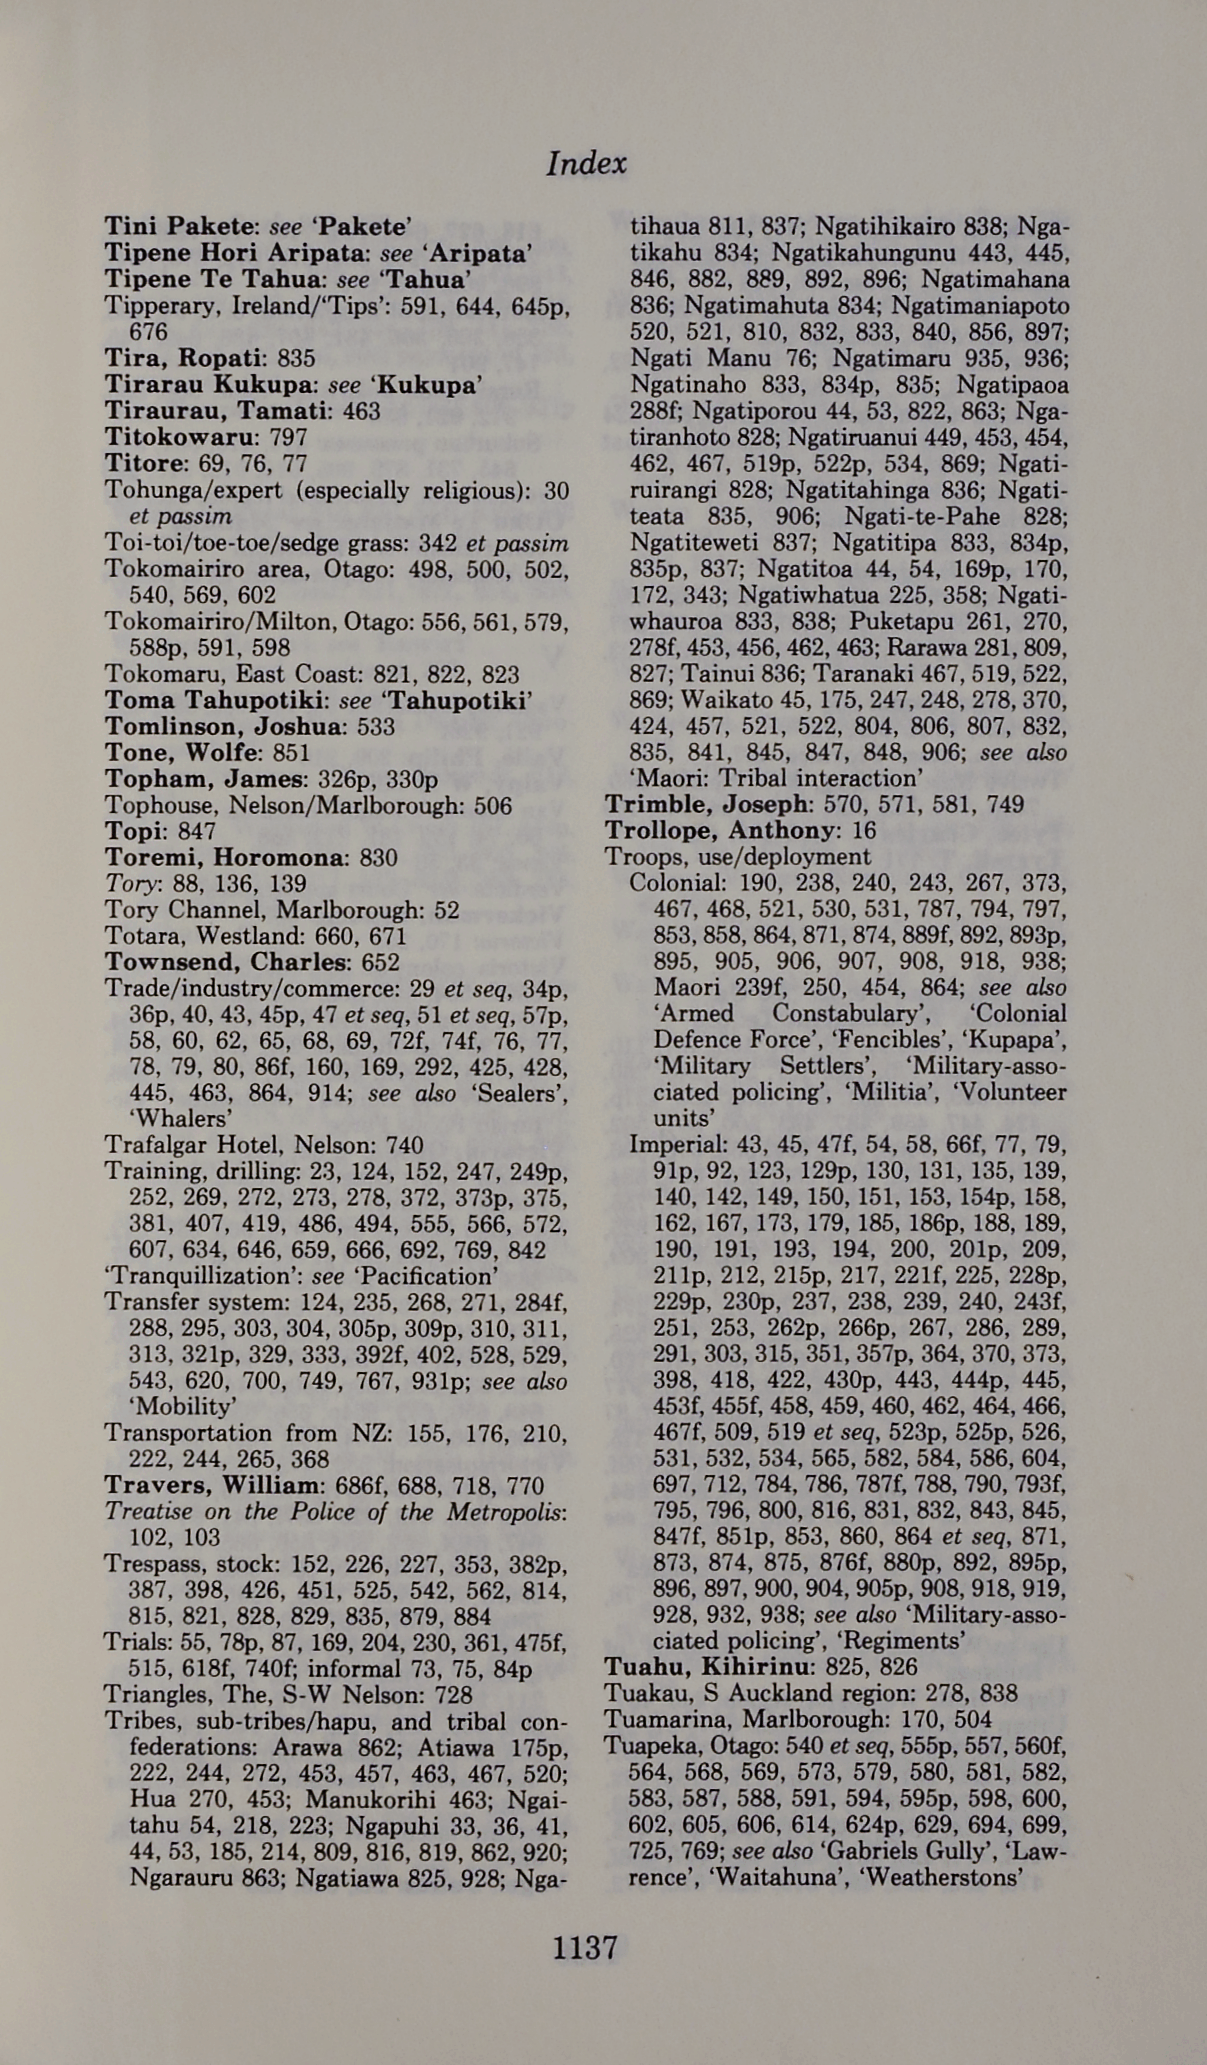 Index
Tini Pakete: see ‘Pakete’
Tipene Hori Aripata: see ‘Aripata’
Tipene Te Tahua: see ‘Tahua’
Tipperary, Ireland/‘Tips’: 591, 644, 645p,
676
Tira, Ropati: 835
Tirarau Kukupa: see ‘Kukupa’
Tiraurau, Tamati: 463
Titokowaru: 797
Titore: 69, 76, 77
Tohunga/expert (especially religious): 30
et passim
Toi-toi/toe-toe/sedge grass: 342 et passim
Tokomairiro area, Otago: 498, 500, 502,
540, 569, 602
Tokomairiro/Milton, Otago: 556, 561, 579,
588p, 591, 598
Tokomaru, East Coast: 821, 822, 823
Toma Tahupotiki: see ‘Tahupotiki’
Tomlinson, Joshua: 533
Tone, Wolfe: 851
Topham, James: 326p, 330p
Tophouse, Nelson/Marlborough: 506
Topi: 847
Toremi, Horomona: 830
Tory: 88, 136, 139
Tory Channel, Marlborough: 52
Totara, Westland: 660, 671
Townsend, Charles: 652
Trade/industry/commerce: 29 et seq, 34p,
36p, 40, 43, 45p, 47 et seq, 51 et seq, 57p,
58, 60, 62, 65, 68, 69, 72f, 74f, 76, 77,
78, 79, 80, 86f, 160, 169, 292, 425, 428,
445, 463, 864, 914; see also ‘Sealers’,
‘Whalers’
Trafalgar Hotel, Nelson: 740
Training, drilling: 23, 124, 152, 247, 249p,
252, 269, 272, 273, 278, 372, 373p, 375,
381, 407, 419, 486, 494, 555, 566, 572,
607, 634, 646, 659, 666, 692, 769, 842
‘Tranquillization’: see ‘Pacification’
Transfer system: 124, 235, 268, 271, 284f,
288, 295, 303, 304, 305p, 309p, 310, 311,
313, 321p, 329, 333, 392f, 402, 528, 529,
543, 620, 700, 749, 767, 931p; see also
‘Mobility’
Transportation from NZ: 155, 176, 210,
222, 244, 265, 368
Travers, William: 686f, 688, 718, 770
Treatise on the Police of the Metropolis:
102, 103
Trespass, stock: 152, 226, 227, 353, 382p,
387, 398, 426, 451, 525, 542, 562, 814,
815, 821, 828, 829, 835, 879, 884
Trials: 55, 78p, 87, 169, 204, 230, 361, 475f,
515, 618f, 740f; informal 73, 75, 84p
Triangles, The, S-W Nelson: 728
Tribes, sub-tribes/hapu, and tribal con-
federations: Arawa 862; Atiawa 175p,
222, 244, 272, 453, 457, 463, 467, 520;
Hua 270, 453; Manukorihi 463; Ngai-
tahu 54, 218, 223; Ngapuhi 33, 36, 41,
44, 53, 185, 214, 809, 816, 819, 862, 920;
Ngarauru 863; Ngatiawa 825, 928; Nga-
tihaua 811, 837; Ngatihikairo 838; Nga-
tikahu 834; Ngatikahungunu 443, 445,
846, 882, 889, 892, 896; Ngatimahana
836; Ngatimahuta 834; Ngatimaniapoto
520, 521, 810, 832, 833, 840, 856, 897;
Ngati Manu 76; Ngatimaru 935, 936;
Ngatinaho 833, 834p, 835; Ngatipaoa
288f; Ngatiporou 44, 53, 822, 863; Nga-
tiranhoto 828; Ngatiruanui 449, 453, 454,
462, 467, 519p, 522p, 534, 869; Ngati-
ruirangi 828; Ngatitahinga 836; Ngati-
teata 835, 906; Ngati-te-Pahe 828;
Ngatiteweti 837; Ngatitipa 833, 834p,
835p, 837; Ngatitoa 44, 54, 169p, 170,
172, 343; Ngatiwhatua 225, 358; Ngati-
whauroa 833, 838; Puketapu 261, 270,
278f, 453, 456, 462, 463; Rarawa 281, 809,
827; Tainui 836; Taranaki 467, 519, 522,
869; Waikato 45, 175, 247, 248, 278, 370,
424, 457, 521, 522, 804, 806, 807, 832,
835, 841, 845, 847, 848, 906; see also
‘Maori: Tribal interaction’
Trimble, Joseph: 570, 571, 581, 749
Trollope, Anthony: 16
Troops, use/deployment
Colonial: 190, 238, 240, 243, 267, 373,
467, 468, 521, 530, 531, 787, 794, 797,
853, 858, 864, 871, 874, 889f, 892, 893p,
895, 905, 906, 907, 908, 918, 938;
Maori 239f, 250, 454, 864; see also
‘Armed Constabulary’, ‘Colonial
Defence Force’, ‘Fencibles’, ‘Kupapa’,
‘Military Settlers’, ‘Military-asso-
ciated policing’, ‘Militia’, ‘Volunteer
units’
Imperial: 43, 45, 47f, 54, 58, 66f, 77, 79,
91p, 92, 123, 129p, 130, 131, 135, 139,
140, 142, 149, 150, 151, 153, 154p, 158,
162, 167, 173, 179, 185, 186p, 188, 189,
190, 191, 193, 194, 200, 201p, 209,
211p, 212, 215p, 217, 221f, 225, 228p,
229p, 230p, 237, 238, 239, 240, 243f,
251, 253, 262p, 266p, 267, 286, 289,
291, 303, 315, 351, 357p, 364, 370, 373,
398, 418, 422, 430p, 443, 444p, 445,
453f, 455f, 458, 459, 460, 462, 464, 466,
467f, 509, 519 et seq, 523p, 525p, 526,
531, 532, 534, 565, 582, 584, 586, 604,
697, 712, 784, 786, 787f, 788, 790, 793f,
795, 796, 800, 816, 831, 832, 843, 845,
847f, 851p, 853, 860, 864 et seq, 871,
873, 874, 875, 876f, 880p, 892, 895p,
896, 897, 900, 904, 905p, 908, 918, 919,
928, 932, 938; see also ‘Military-asso-
ciated policing’, ‘Regiments’
Tuahu, Kihirinu: 825, 826
Tuakau, S Auckland region: 278, 838
Tuamarina, Marlborough: 170, 504
Tuapeka, Otago: 540 et seq, 555p, 557, 560f,
564, 568, 569, 573, 579, 580, 581, 582,
583, 587, 588, 591, 594, 595p, 598, 600,
602, 605, 606, 614, 624p, 629, 694, 699,
725, 769; see also ‘Gabriels Gully’, ‘Law-
rence’, ‘Waitahuna’, ‘Weatherstons’
1137